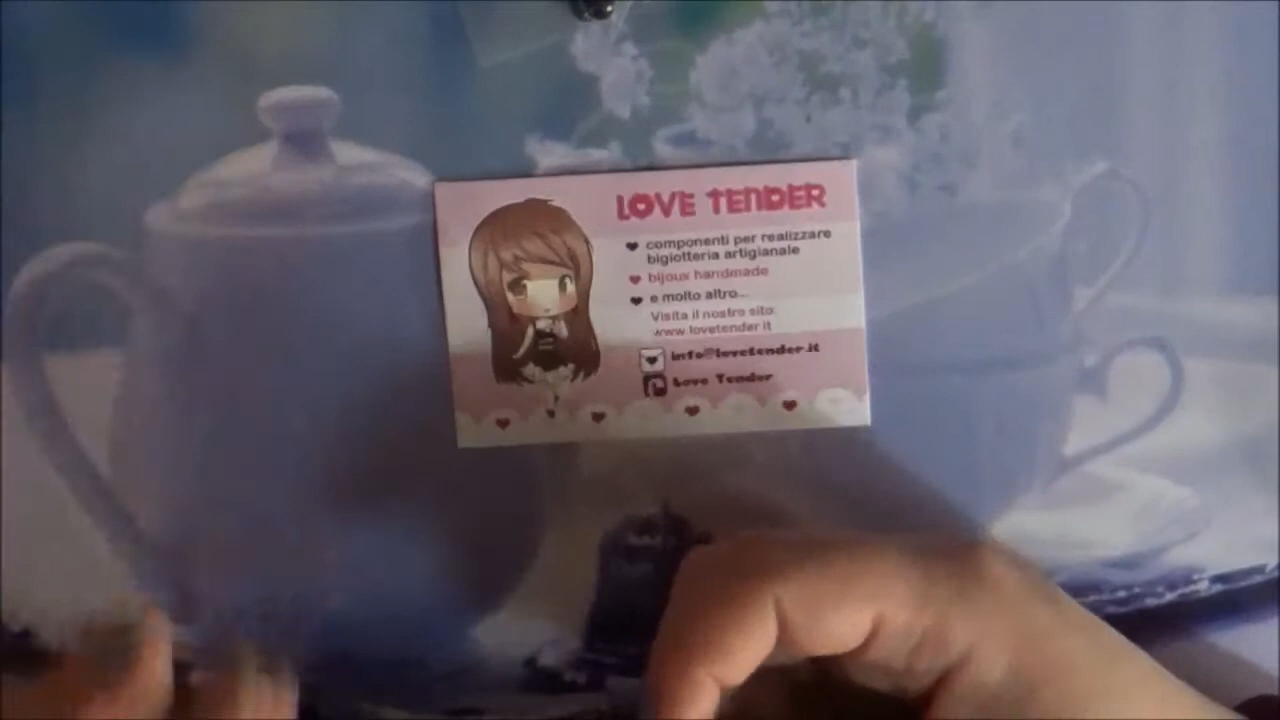 LOVE TENDER
componenti per realizzare
bigiotteria artigianale
bijoux handmade
e molto altro...
Visita il nostro sito:
www.lovetender.it
info@lovetender.it
Love Tender